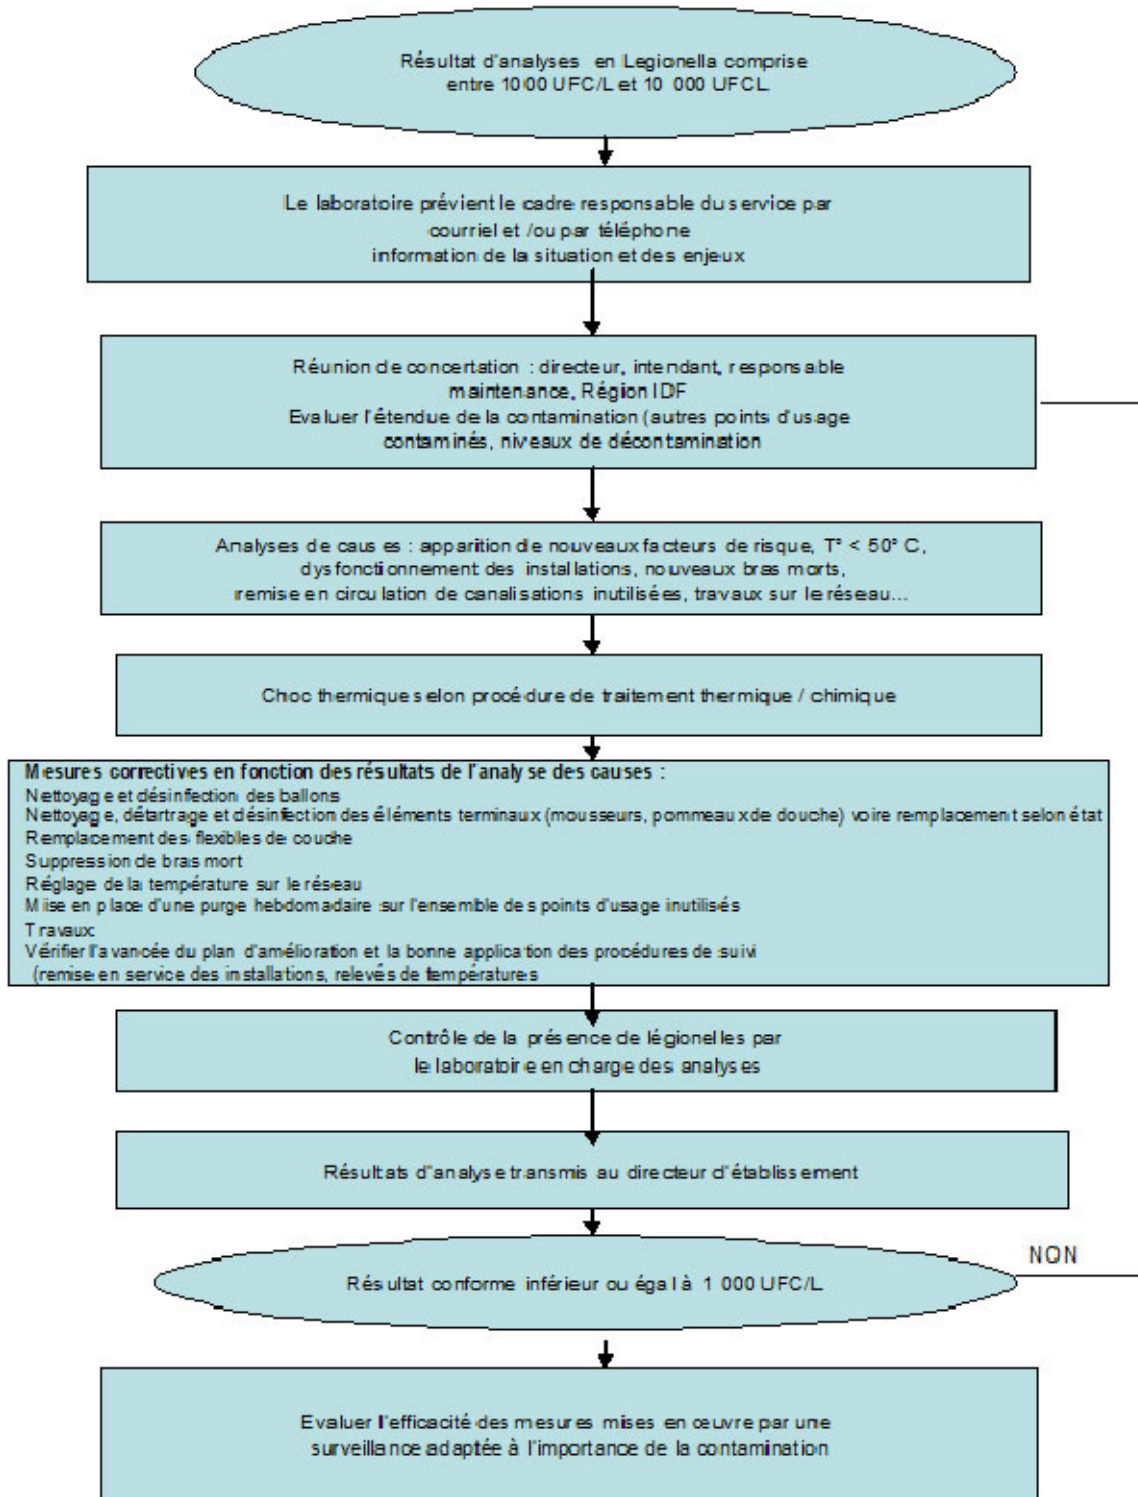 Résultat d'analyses en Legionella comprise
entre 1000 UFC/L et 10 000 UFCL
Le laboratoire prévient le cadre responsable du service par
courriel et /ou par téléphone
information de la situation et des enjeux
Réunion de concertation : directeur, intendant, responsable
maintenance, Région IDF
Evaluer l'étendue de la contamination (autres points d'usage
contaminés, niveaux de décontamination
Analyses de causes : apparition de nouveaux facteurs de risque, T° < 50° C,
dysfonctionnement des installations, nouveaux bras morts,
remise en circulation de canalisations inutilisées, travaux sur le réseau...
Choc thermique selon procédure de traitement thermique / chimique
Mesures correctives en fonction des résultats de l'analyse des causes :
Nettoyage et désinfection des ballons
Nettoyage, détartrage et désinfection des éléments terminaux (mousseurs, pommeaux de douche) voire remplacement selon état
Remplacement des flexibles de couche
Suppression de bras mort
Réglage de la température sur le réseau
Mise en place d'une purge hebdomadaire sur l'ensemble des points d'usage inutilisés
Travaux
Vérifier l'avancée du plan d'amélioration et la bonne application des procédures de suivi
(remise en service des installations, relevés de températures
Contrôle de la présence de légionelles par
le laboratoire en charge des analyses
Résultats d'analyse transmis au directeur d'établissement
NON
Résultat conforme inférieur ou égal à 1 000 UFC/L
Evaluer l'efficacité des mesures mises en œuvre par une
surveillance adaptée à l'importance de la contamination